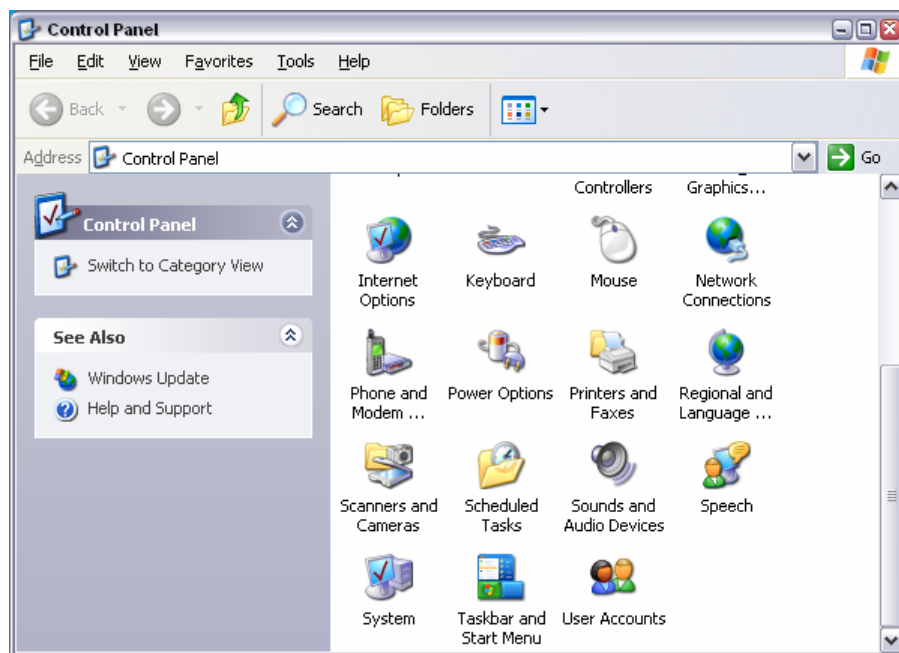 Control Panel
File Edit View Favorites Tools Help
Back Search Folders
Address Control Panel Go
Control Panel
Switch to Category View
See Also
Windows Update
Help and Support
Controllers Graphics...
Internet Options
Keyboard
Mouse
Network Connections
Phone and Modem ...
Power Options
Printers and Faxes
Regional and Language ...
Scanners and Cameras
Scheduled Tasks
Sounds and Audio Devices
Speech
System
Taskbar and Start Menu
User Accounts